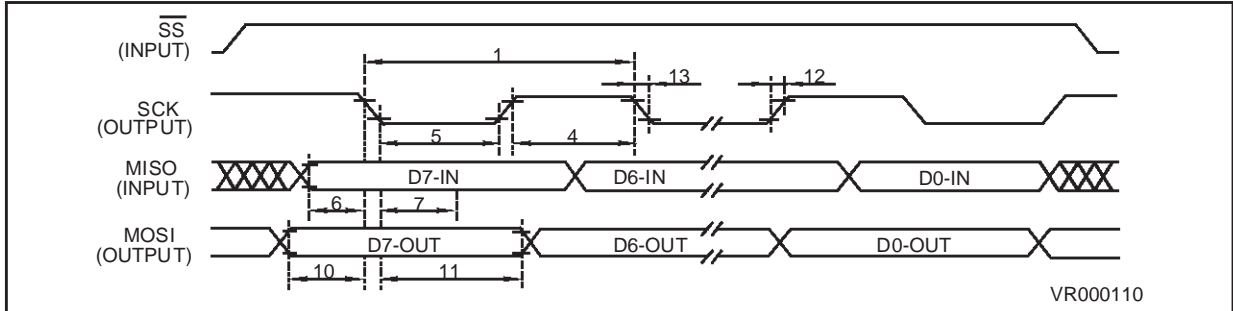 SS
(INPUT)
1
13
12
SCK
(OUTPUT)
5
4
MISO
(INPUT)
D7-IN
D6-IN
D0-IN
6
7
MOSI
(OUTPUT)
D7-OUT
D6-OUT
D0-OUT
10
11
VR000110